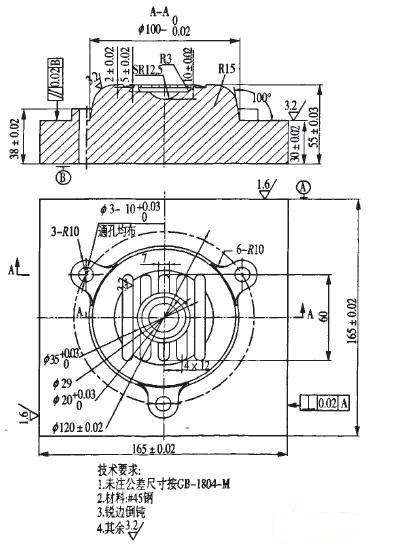 A-A
ϕ100 0 -0.02
3.2
2±0.02
5±0.02
SR12.5
R3
10±0.02
R15
100°
3.2
// 0.02 B
38±0.02
30±0.02
55±0.03
B
1.6
A
ϕ3-10 +0.03 0
通孔均布
3-R10
6-R10
7
A
A
A
3.2
60
165±0.02
ϕ35 +0.03 0
ϕ29
ϕ20 +0.03 0
4×12
ϕ120±0.02
1.6
⊥ 0.02 A
165±0.02
技术要求:
1.未注公差尺寸按GB-1804-M
2.材料:#45钢
3.锐边倒钝
4.其余3.2